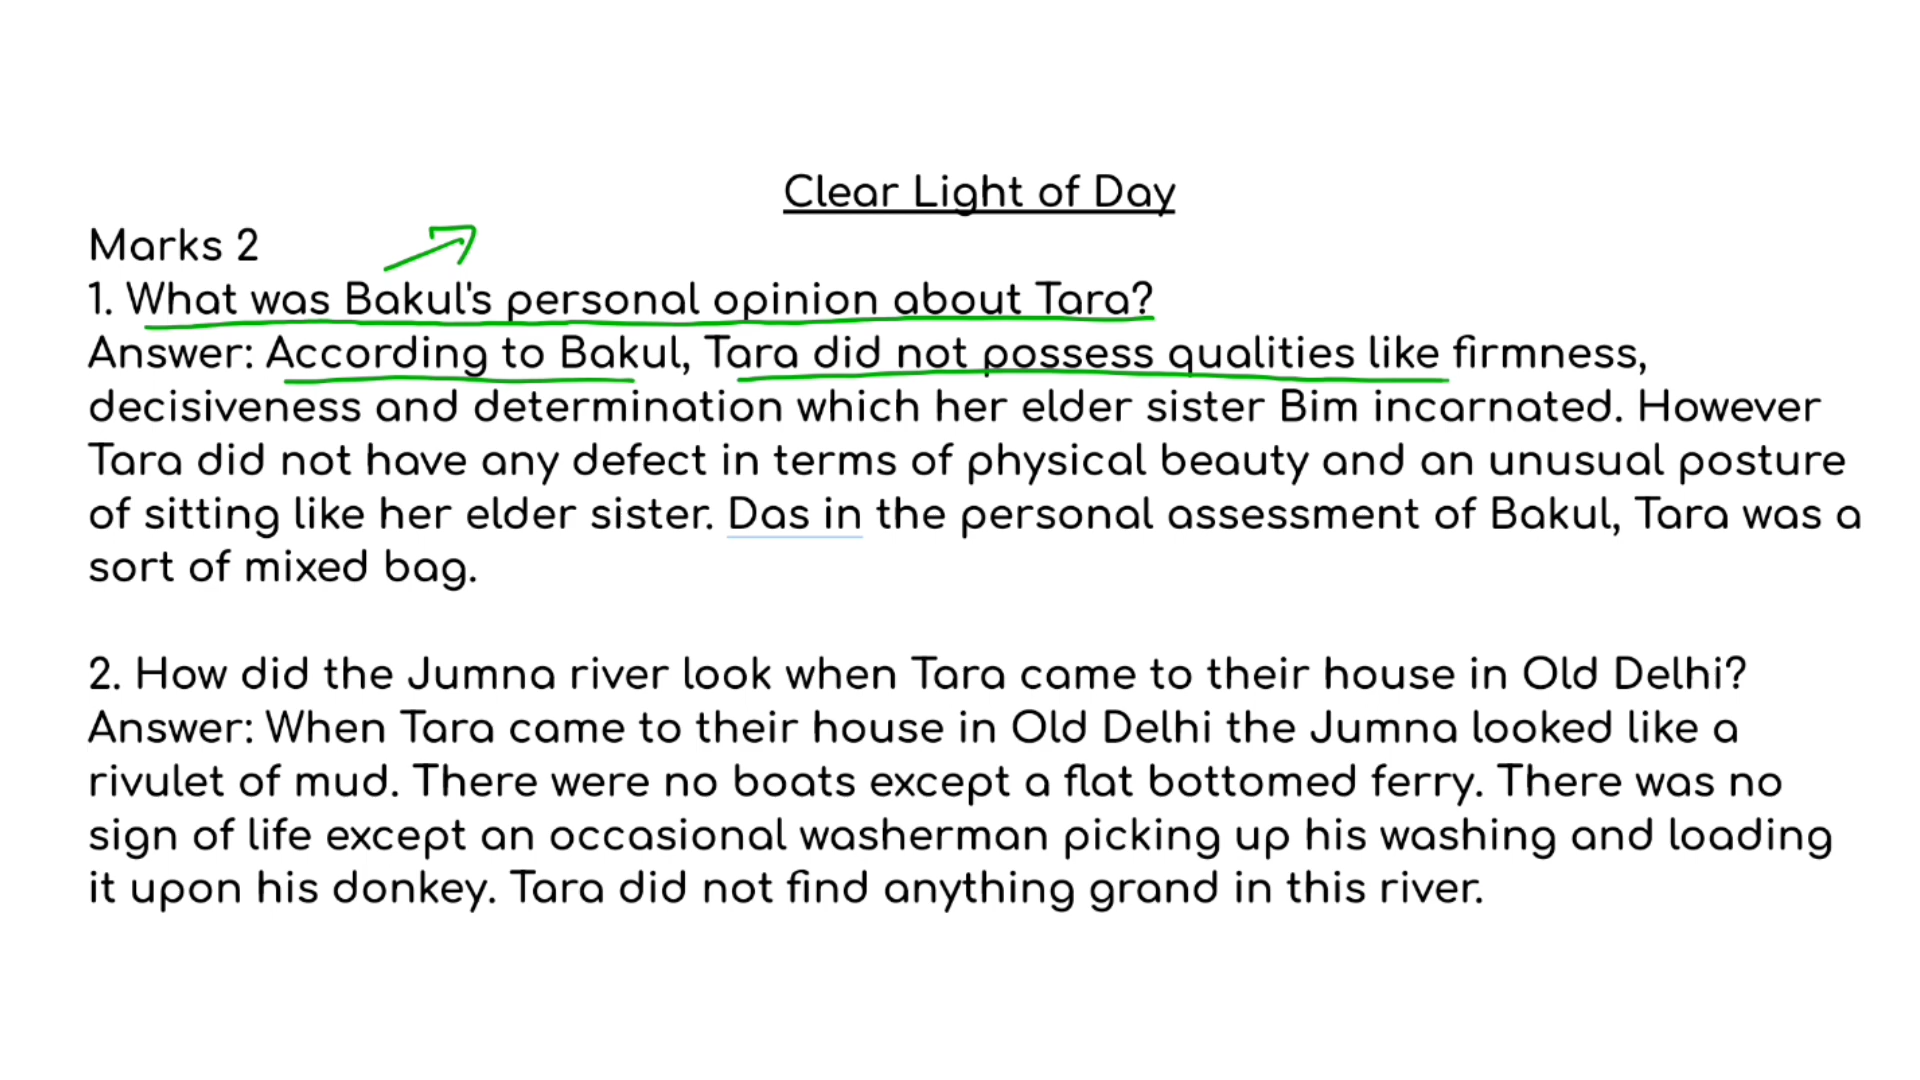 Clear Light of Day
Marks 2
1. What was Bakul's personal opinion about Tara?
Answer: According to Bakul, Tara did not possess qualities like firmness,
decisiveness and determination which her elder sister Bim incarnated. However
Tara did not have any defect in terms of physical beauty and an unusual posture
of sitting like her elder sister. Das in the personal assessment of Bakul, Tara was a
sort of mixed bag.
2. How did the Jumna river look when Tara came to their house in Old Delhi?
Answer: When Tara came to their house in Old Delhi the Jumna looked like a
rivulet of mud. There were no boats except a flat bottomed ferry. There was no
sign of life except an occasional washerman picking up his washing and loading
it upon his donkey. Tara did not find anything grand in this river.